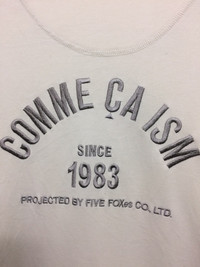 COMME ÇA ISM
SINCE
1983
PROJECTED BY FIVE FOXes CO., LTD.